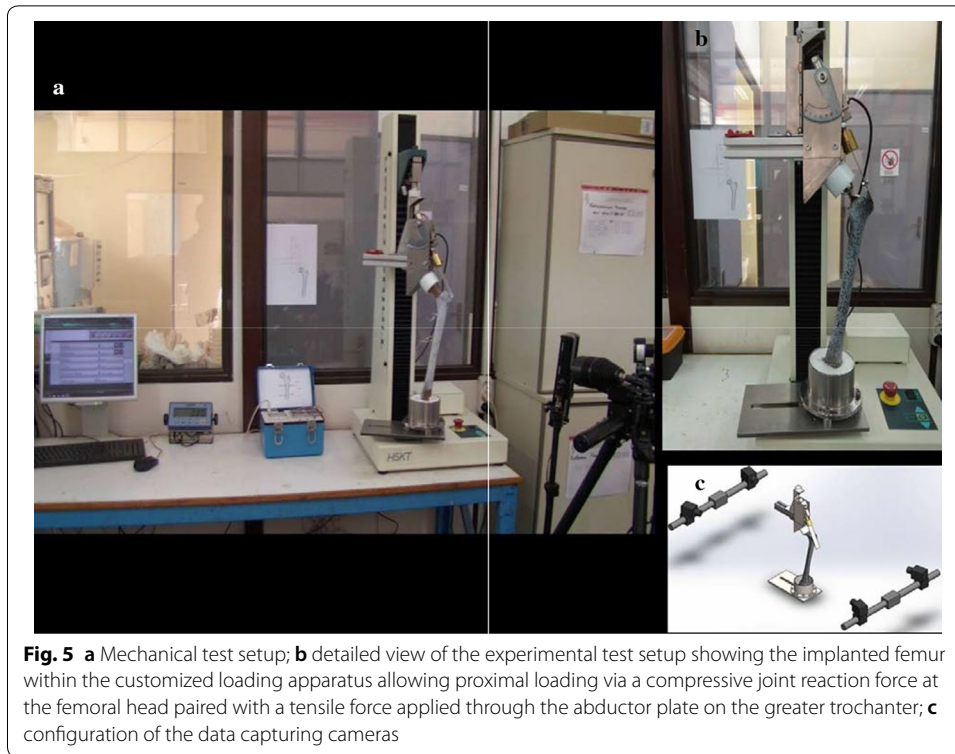 a
b
H5KT
c
Fig. 5 a Mechanical test setup; b detailed view of the experimental test setup showing the implanted femur
within the customized loading apparatus allowing proximal loading via a compressive joint reaction force at
the femoral head paired with a tensile force applied through the abductor plate on the greater trochanter; c
configuration of the data capturing cameras